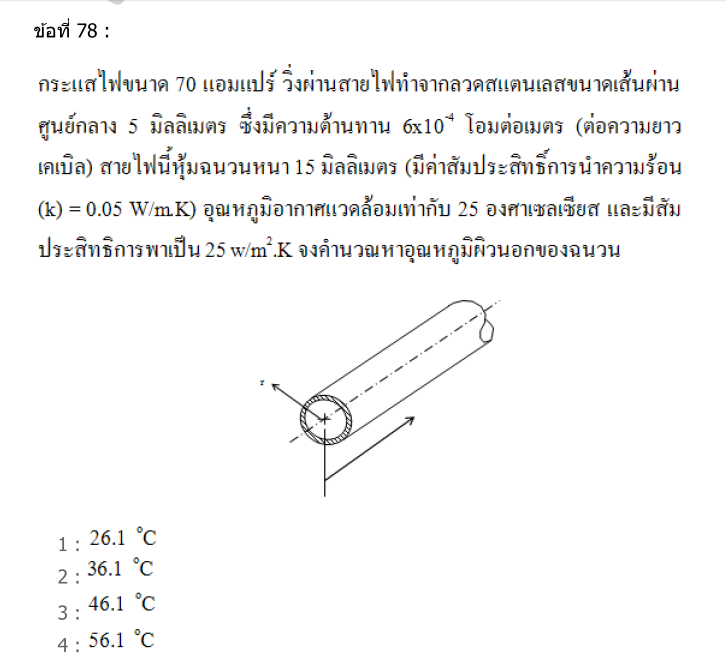 ข้อที่ 78 :
กระแสไฟขนาด 70 แอมแปร์ วิ่งผ่านสายไฟทำจากลวดสแตนเลสขนาดเส้นผ่าน
ศูนย์กลาง 5 มิลลิเมตร ซึ่งมีความต้านทาน 6x10⁻⁴ โอมต่อเมตร (ต่อความยาว
เคเบิล) สายไฟนี้หุ้มฉนวนหนา 15 มิลลิเมตร (มีค่าสัมประสิทธิ์การนำความร้อน
(k) = 0.05 W/m.K) อุณหภูมิอากาศแวดล้อมเท่ากับ 25 องศาเซลเซียส และมีสัม
ประสิทธิการพาเป็น 25 w/m².K จงคำนวณหาอุณหภูมิผิวนอกของฉนวน
r
1 : 26.1 °C
2 : 36.1 °C
3 : 46.1 °C
4 : 56.1 °C